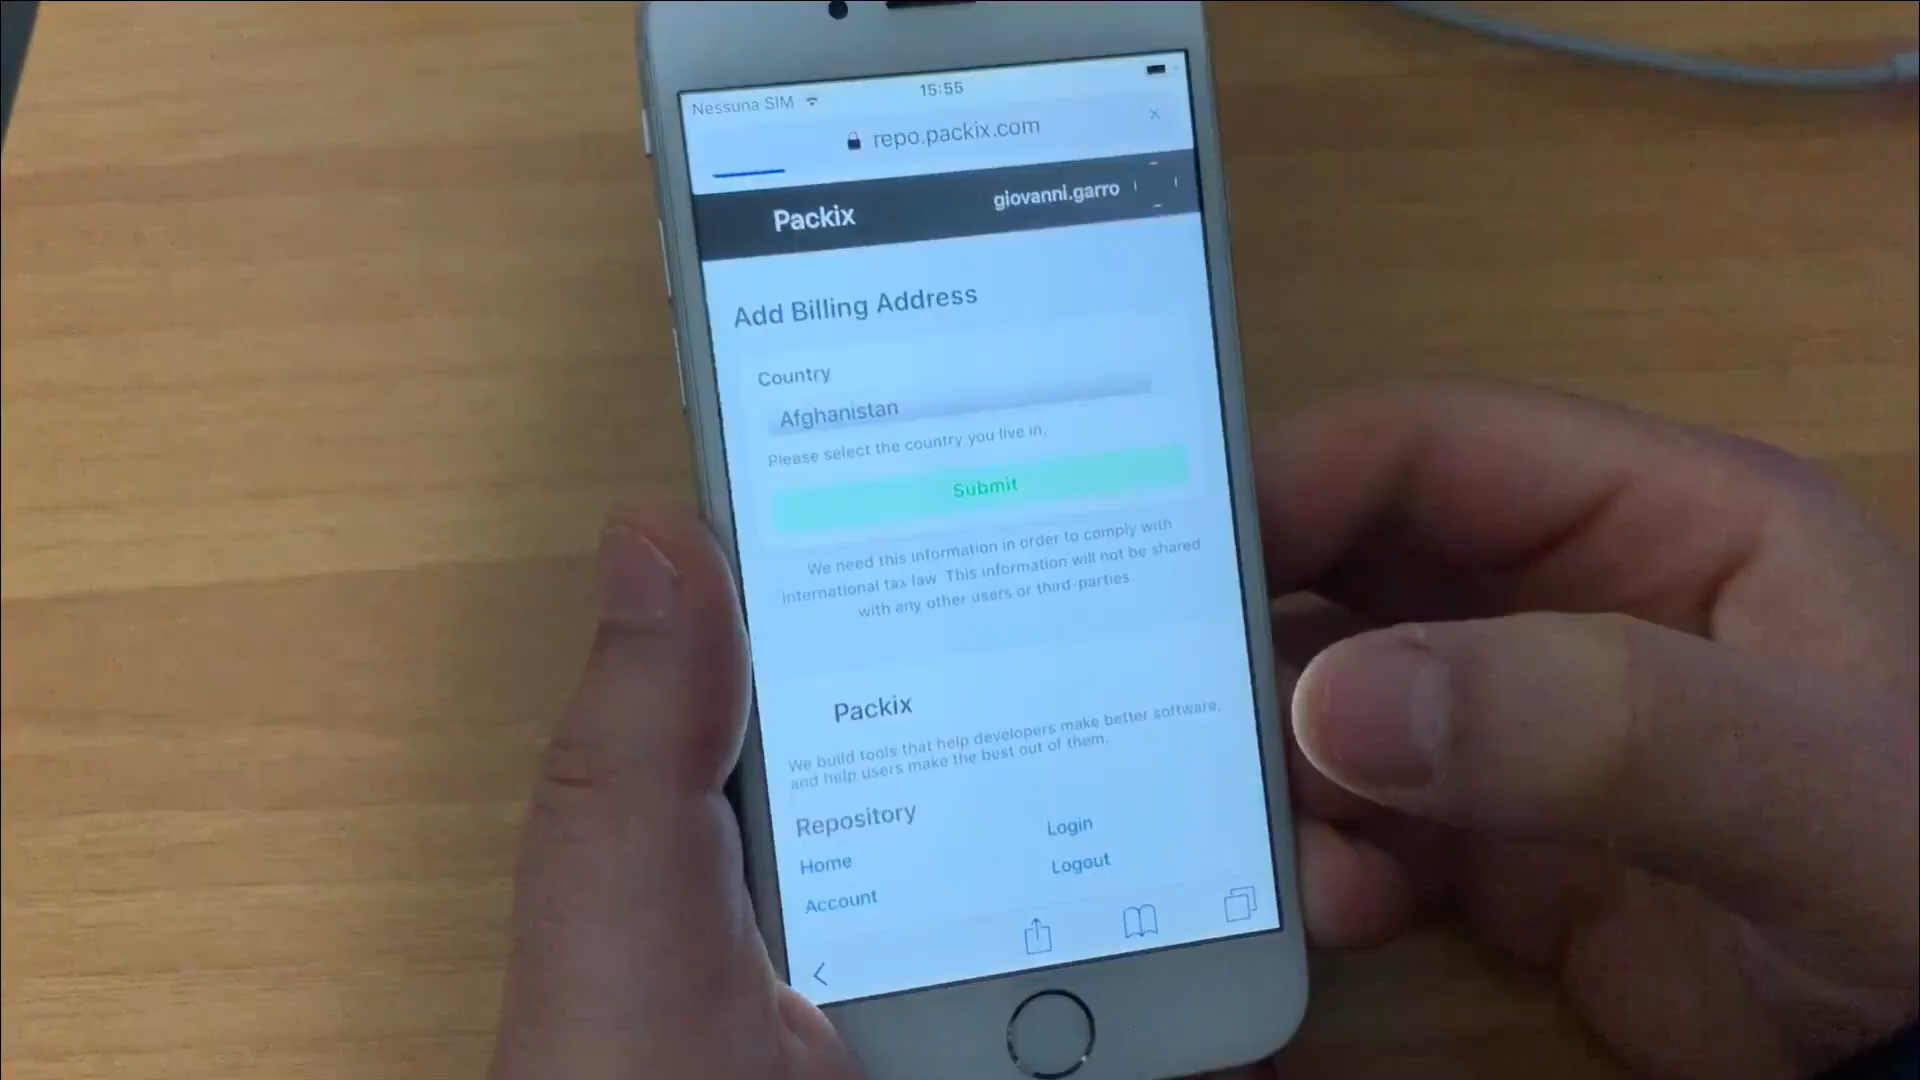 Nessuna SIM
15:55
repo.packix.com
Packix
giovanni.garro
Add Billing Address
Country
Afghanistan
Please select the country you live in.
Submit
We need this information in order to comply with
international tax law. This information will not be shared
with any other users or third-parties.
Packix
We build tools that help developers make better software,
and help users make the best out of them.
Repository
Home
Account
Login
Logout